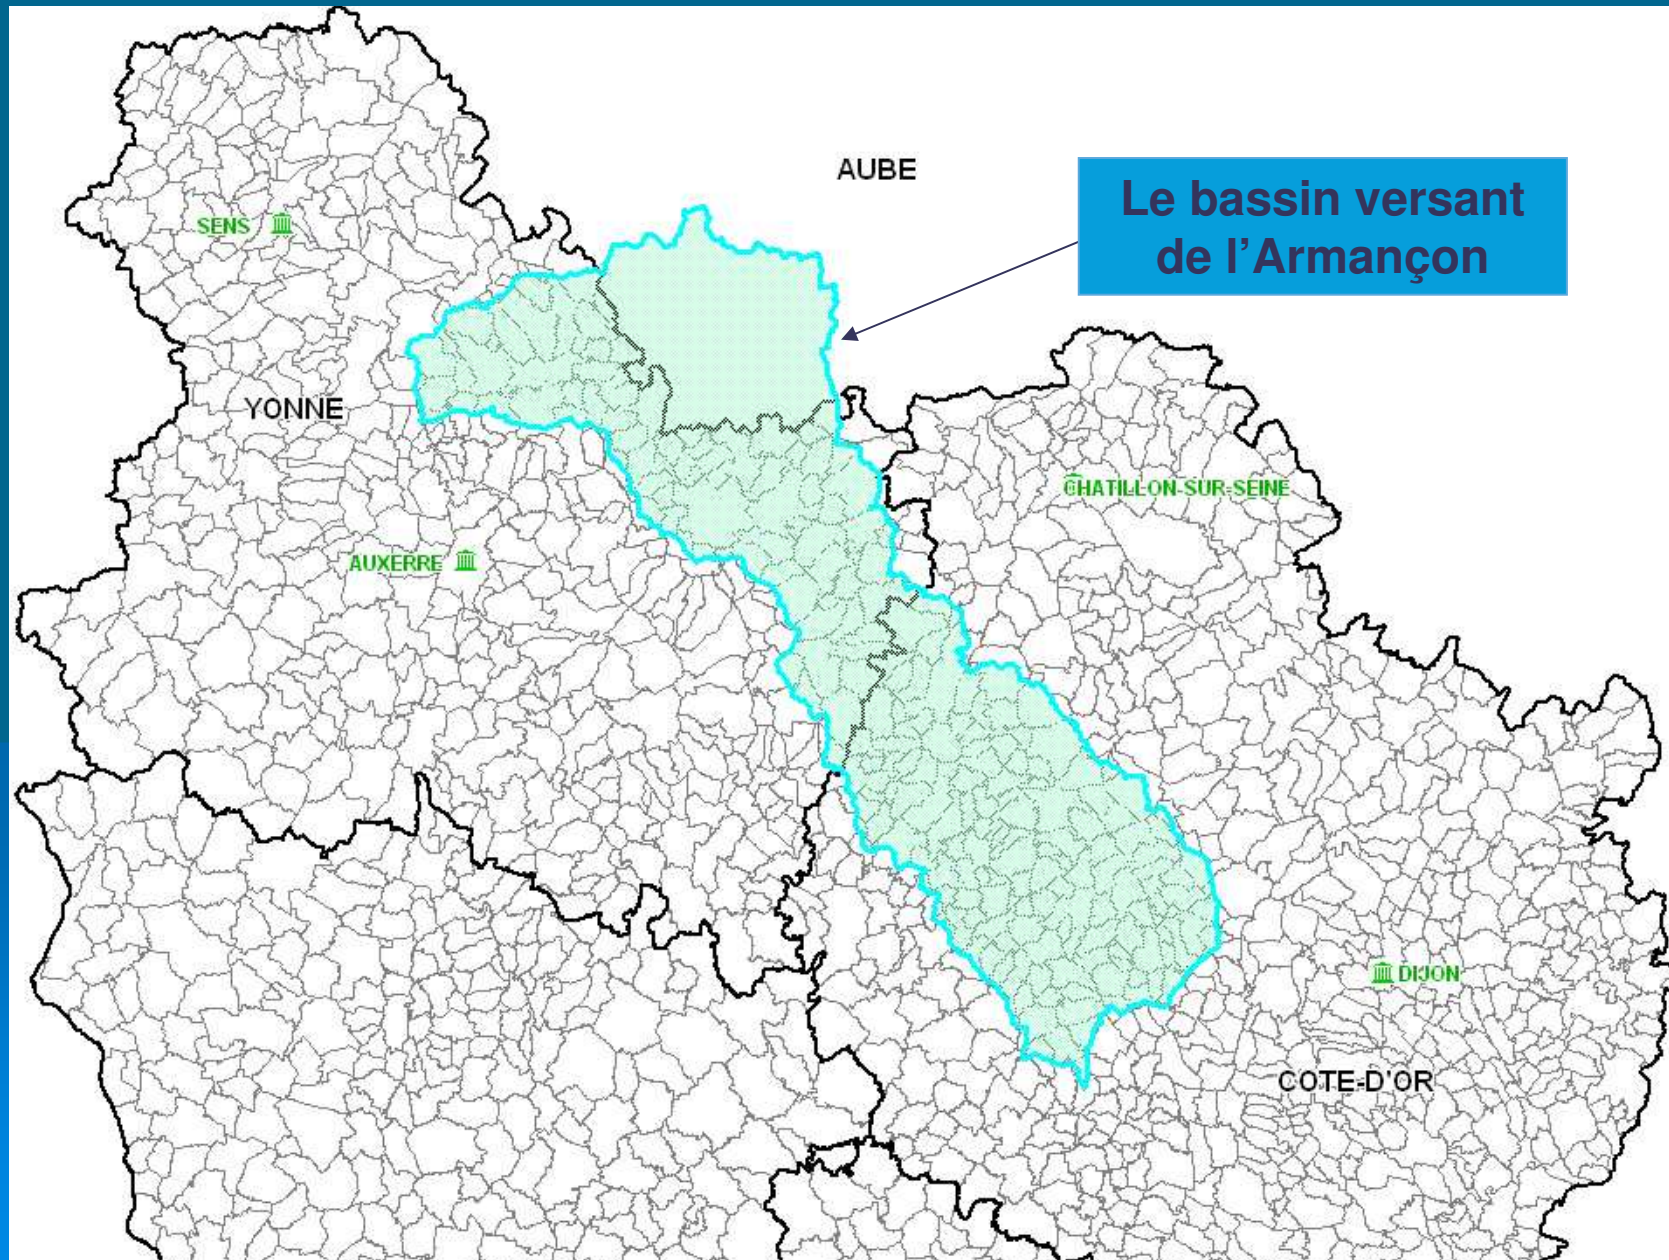 AUBE
Le bassin versant
de l’Armançon
SENS
YONNE
CHATILLON-SUR-SEINE
AUXERRE
DIJON
COTE-D'OR